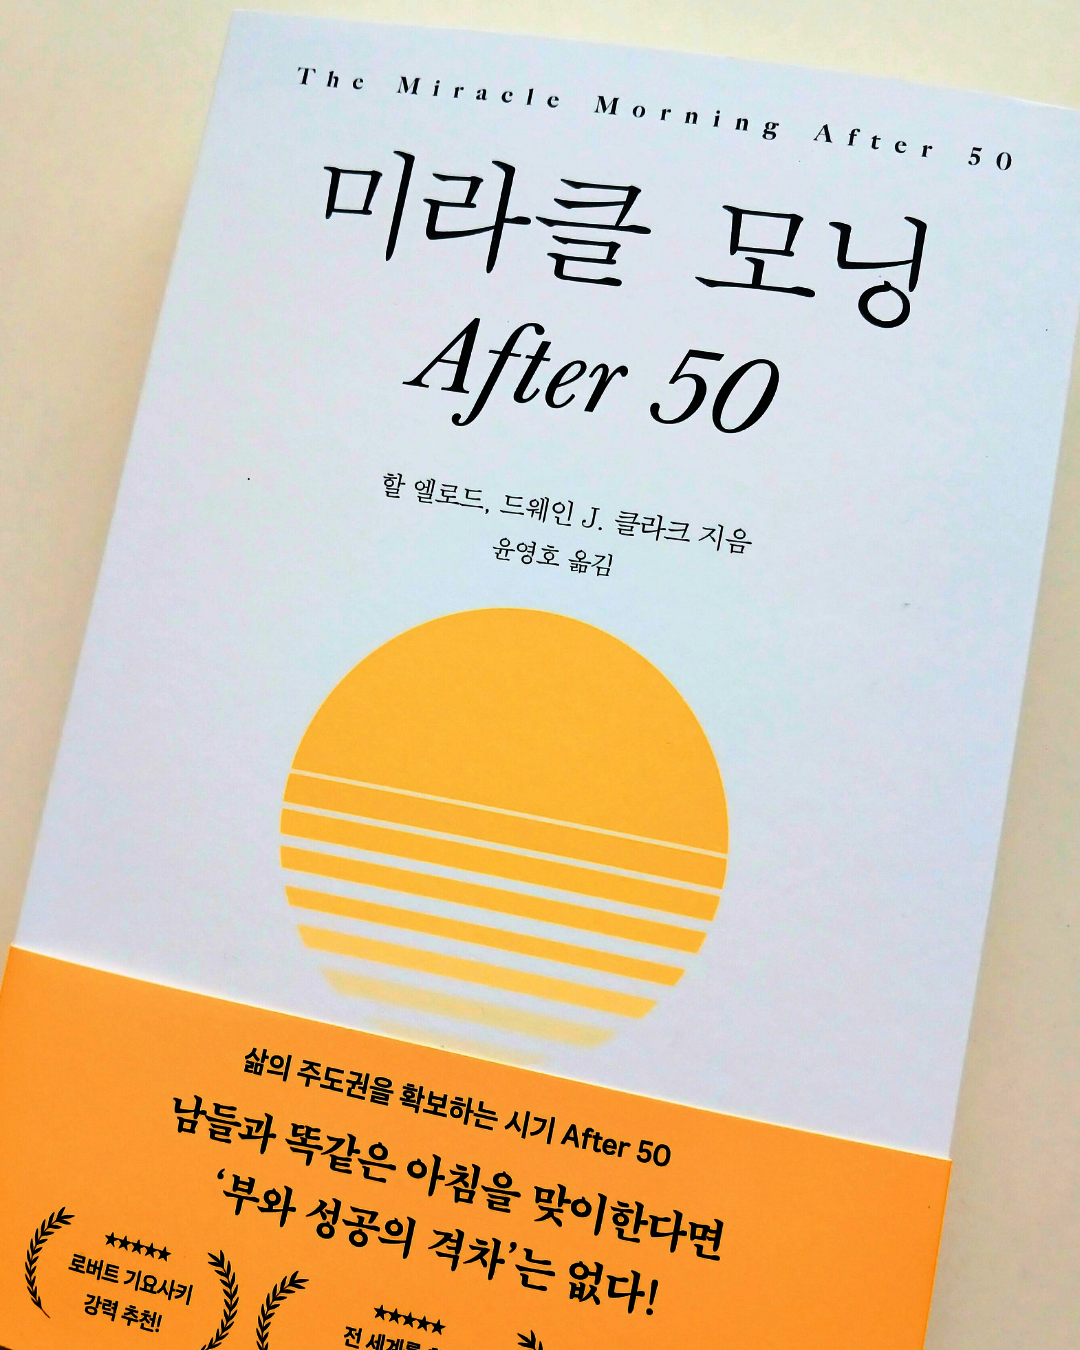 The Miracle Morning After 50
미라클 모닝
After 50
할 엘로드, 드웨인 J. 클라크 지음
윤영호 옮김
삶의 주도권을 확보하는 시기 After 50
남들과 똑같은 아침을 맞이한다면
‘부와 성공의 격차’는 없다!
★★★★★
로버트 기요사키
강력 추천!
★★★★★
전 세계를